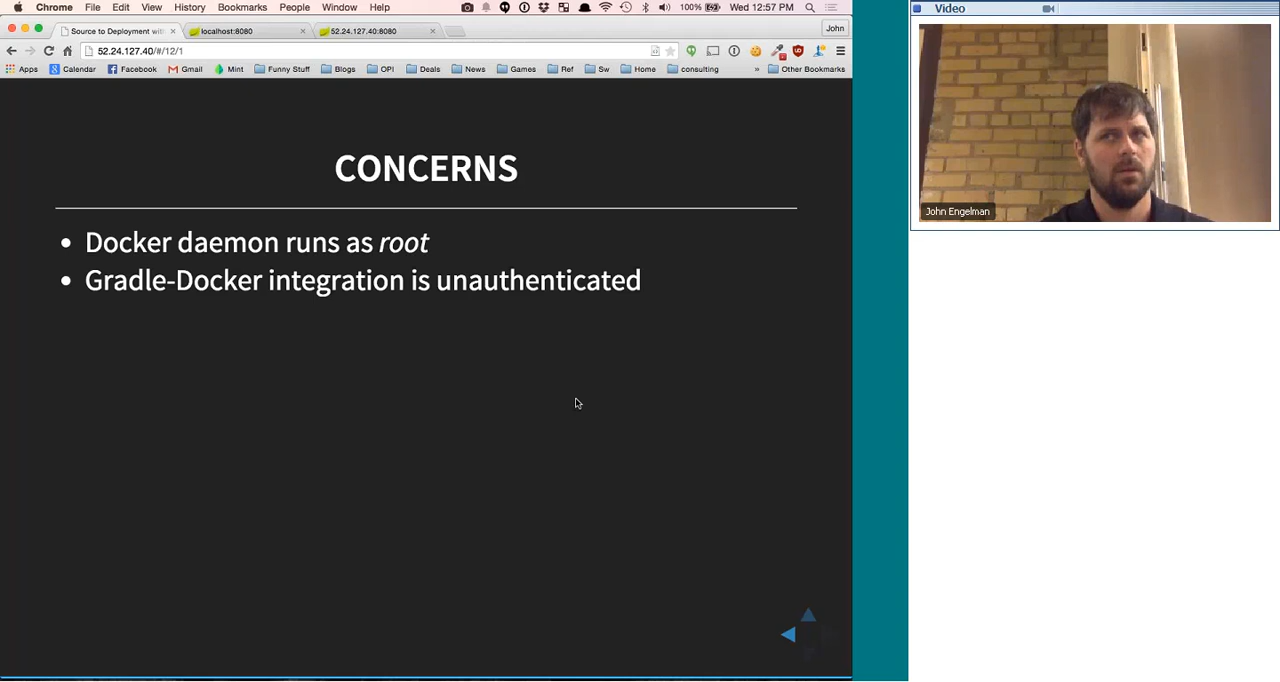 Chrome File Edit View History Bookmarks People Window Help 100% Wed 12:57 PM
Source to Deployment with localhost:8080 52.24.127.40:8080 John
52.24.127.40/#/12/1
Apps Calendar Facebook Gmail Mint Funny Stuff Blogs OPI Deals News Games Ref Sw Home consulting » Other Bookmarks
CONCERNS
• Docker daemon runs as root
• Gradle-Docker integration is unauthenticated
Video
John Engelman